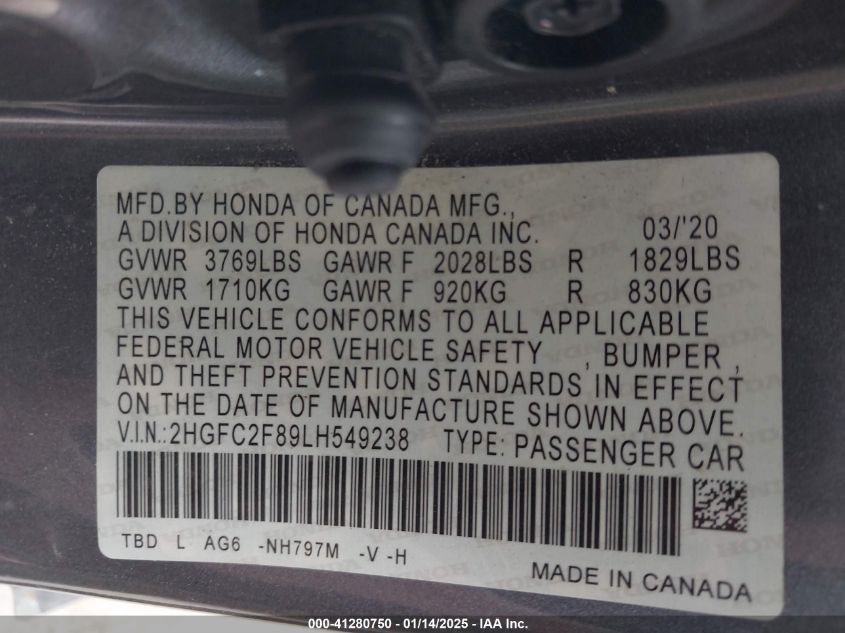 MFD.BY HONDA OF CANADA MFG.,
A DIVISION OF HONDA CANADA INC. 03/'20
GVWR 3769LBS GAWR F 2028LBS R 1829LBS
GVWR 1710KG GAWR F 920KG R 830KG
THIS VEHICLE CONFORMS TO ALL APPLICABLE
FEDERAL MOTOR VEHICLE SAFETY , BUMPER ,
AND THEFT PREVENTION STANDARDS IN EFFECT
ON THE DATE OF MANUFACTURE SHOWN ABOVE.
V.I.N.:2HGFC2F89LH549238 TYPE: PASSENGER CAR
TBD L AG6 -NH797M -V -H
MADE IN CANADA
000-41280750 — 01/14/2025 — IAA Inc.